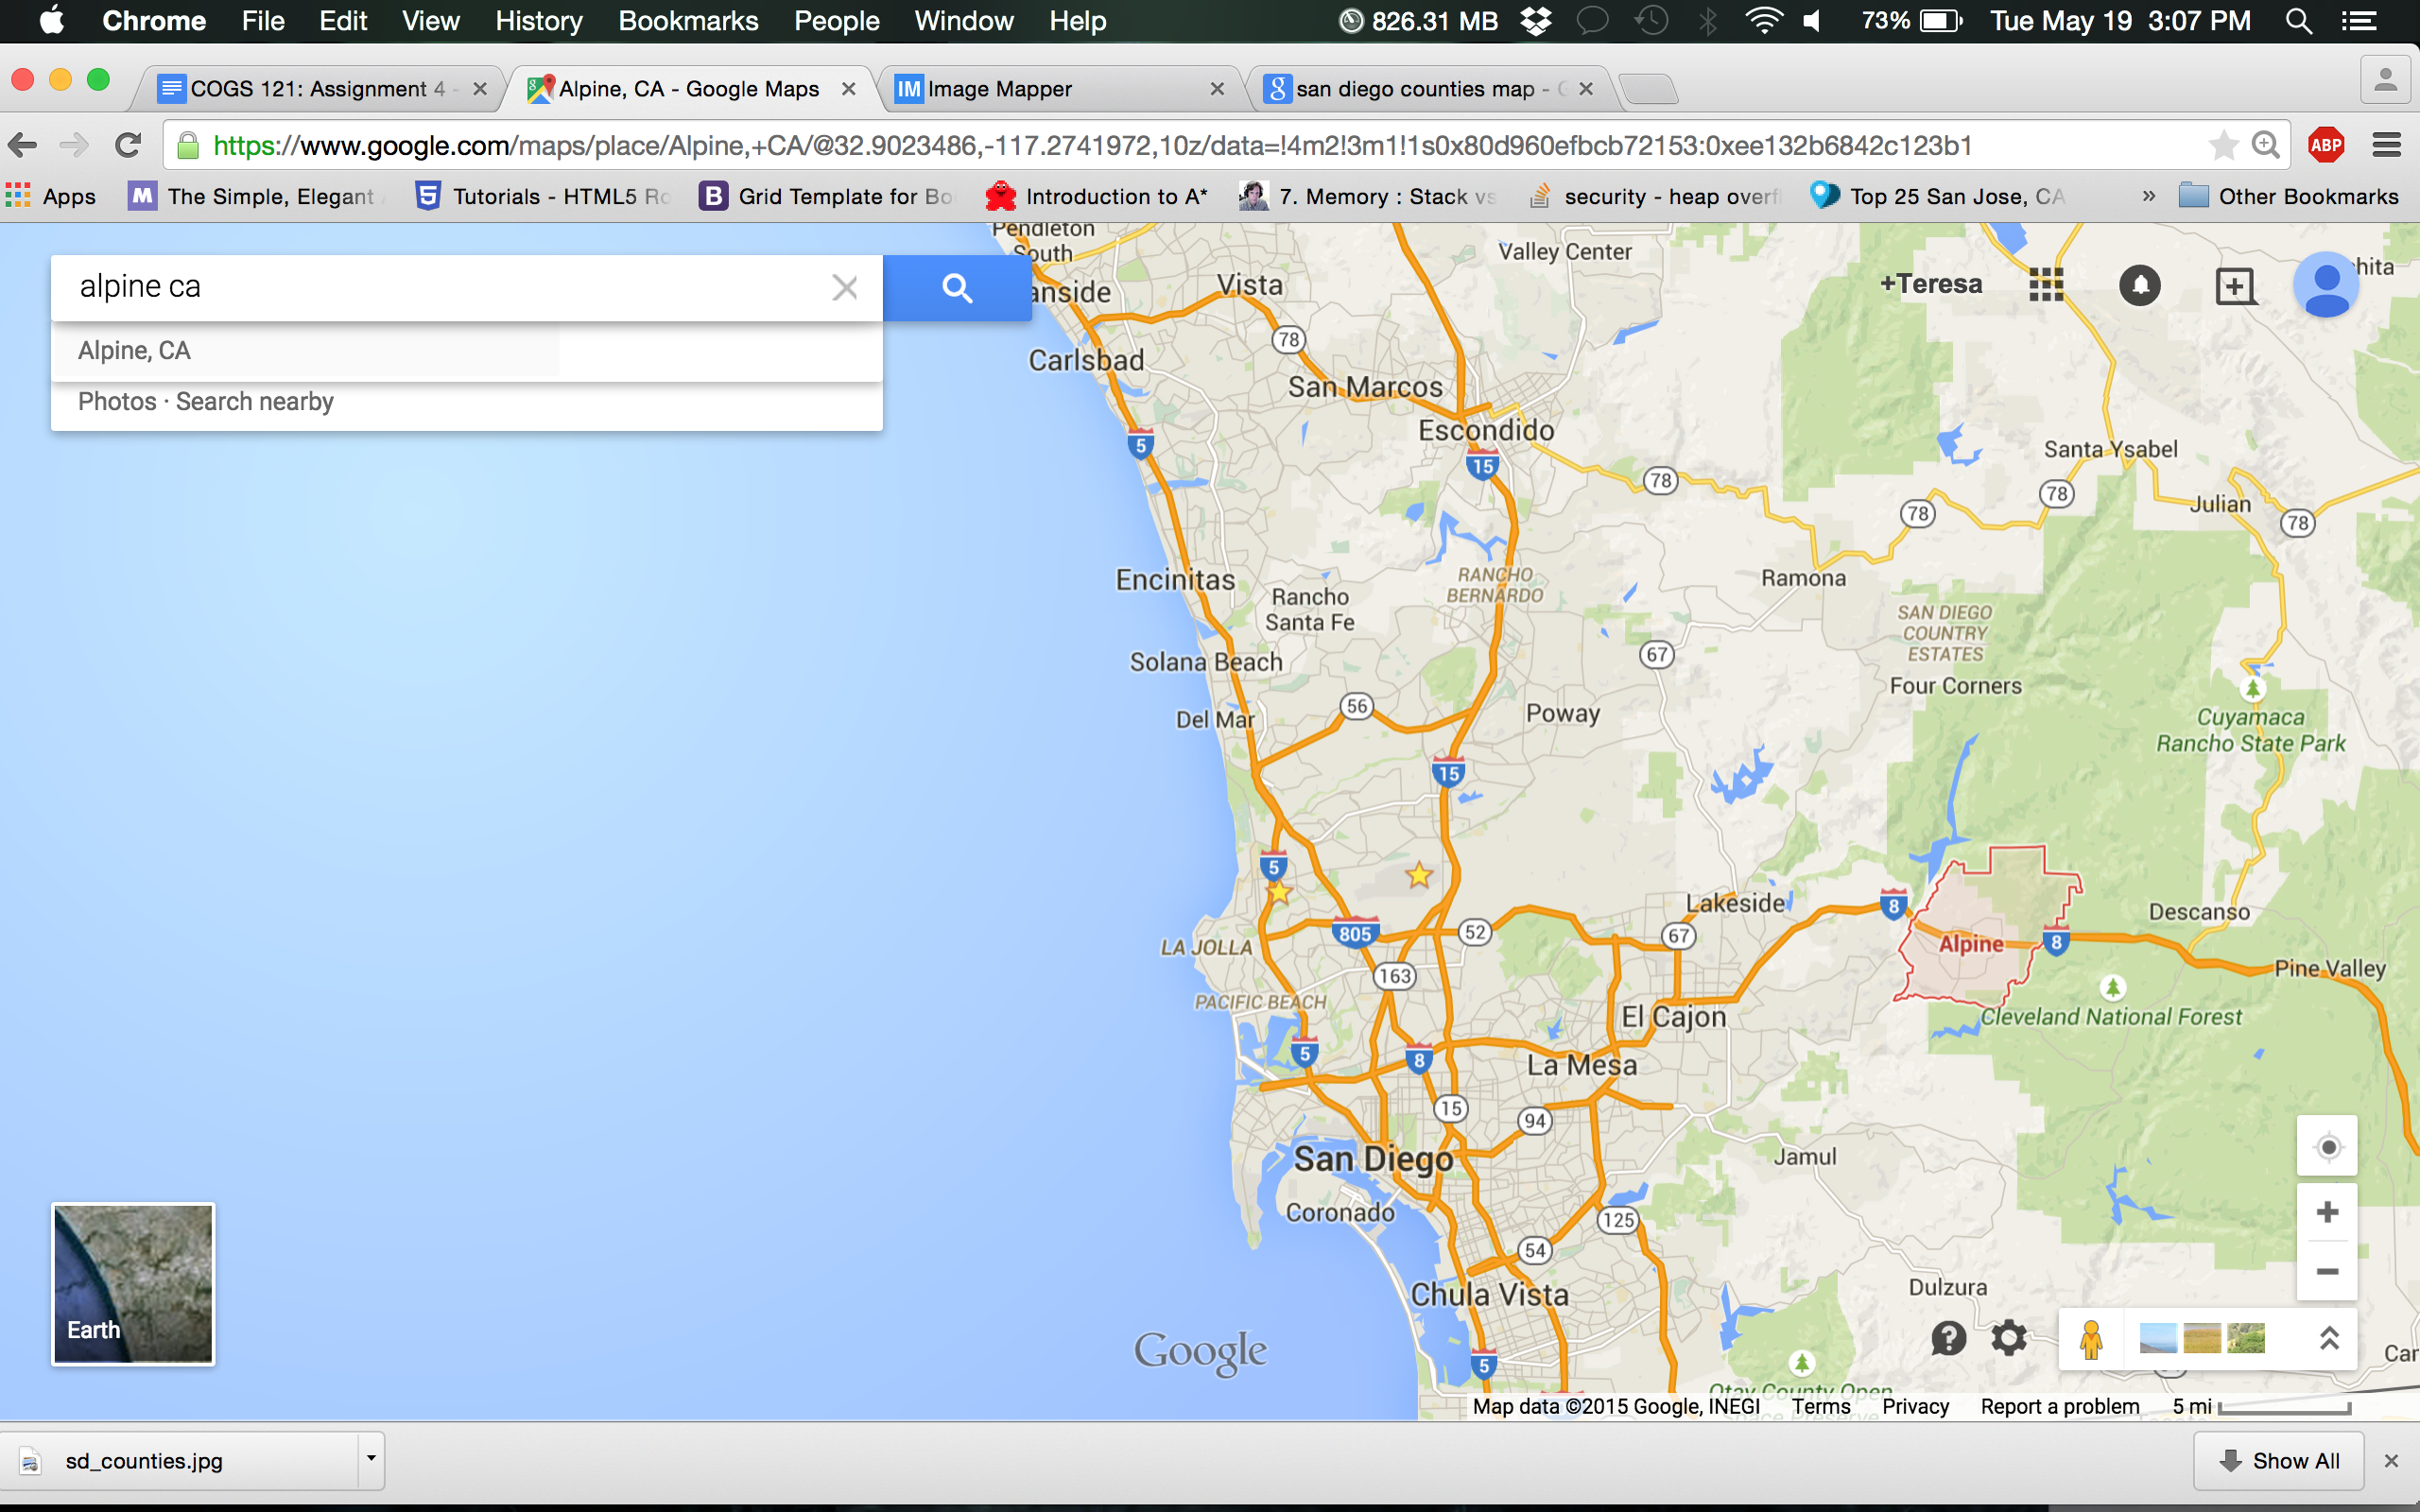 Chrome File Edit View History Bookmarks People Window Help 826.31 MB 73% Tue May 19 3:07 PM
COGS 121: Assignment 4 - Alpine, CA - Google Maps IM Image Mapper g san diego counties map -
https://www.google.com/maps/place/Alpine,+CA/@32.9023486,-117.2741972,10z/data=!4m2!3m1!1s0x80d960efbcb72153:0xee132b6842c123b1 ABP
Apps M The Simple, Elegant 5 Tutorials - HTML5 Ro B Grid Template for Bo Introduction to A* 7. Memory : Stack vs security - heap overfl Top 25 San Jose, CA » Other Bookmarks
alpine ca
Alpine, CA
Photos · Search nearby
+Teresa
Pendleton
South
anside
Vista
Valley Center
hita
78
Carlsbad
San Marcos
Escondido
5
15
78
Santa Ysabel
78
78
Julian
78
Encinitas
Rancho
Santa Fe
RANCHO
BERNARDO
Ramona
SAN DIEGO
COUNTRY
ESTATES
67
Solana Beach
Four Corners
Del Mar
56
Poway
Cuyamaca
Rancho State Park
15
5
Lakeside
8
Descanso
805
52
67
Alpine
8
LA JOLLA
163
Pine Valley
PACIFIC BEACH
El Cajon
Cleveland National Forest
5
8
La Mesa
15
94
San Diego
Jamul
Coronado
125
54
Chula Vista
Dulzura
5
Car
Otay County Open
Space Preserve
Earth
Google
Map data ©2015 Google, INEGI Terms Privacy Report a problem 5 mi
sd_counties.jpg
Show All